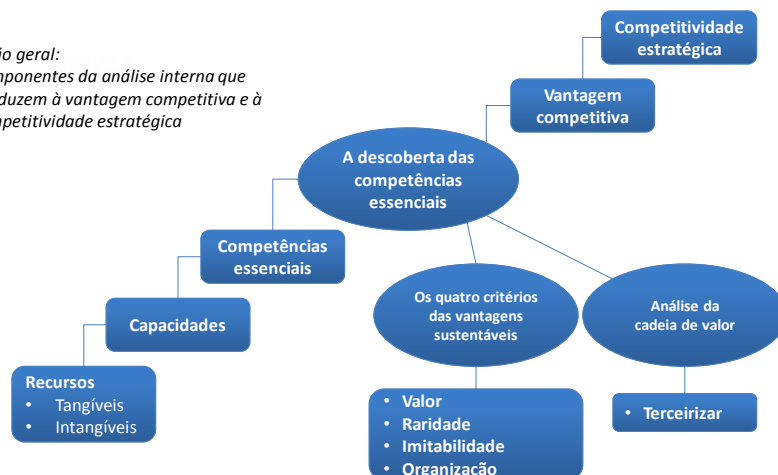 Competitividade
estratégica
ão geral:
mponentes da análise interna que
duzem à vantagem competitiva e à
mpetitividade estratégica
Vantagem
competitiva
A descoberta das
competências
essenciais
Competências
essenciais
Os quatro critérios
das vantagens
sustentáveis
Análise da
cadeia de valor
Capacidades
Recursos
• Tangíveis
• Intangíveis
• Valor
• Raridade
• Imitabilidade
• Organização
• Terceirizar